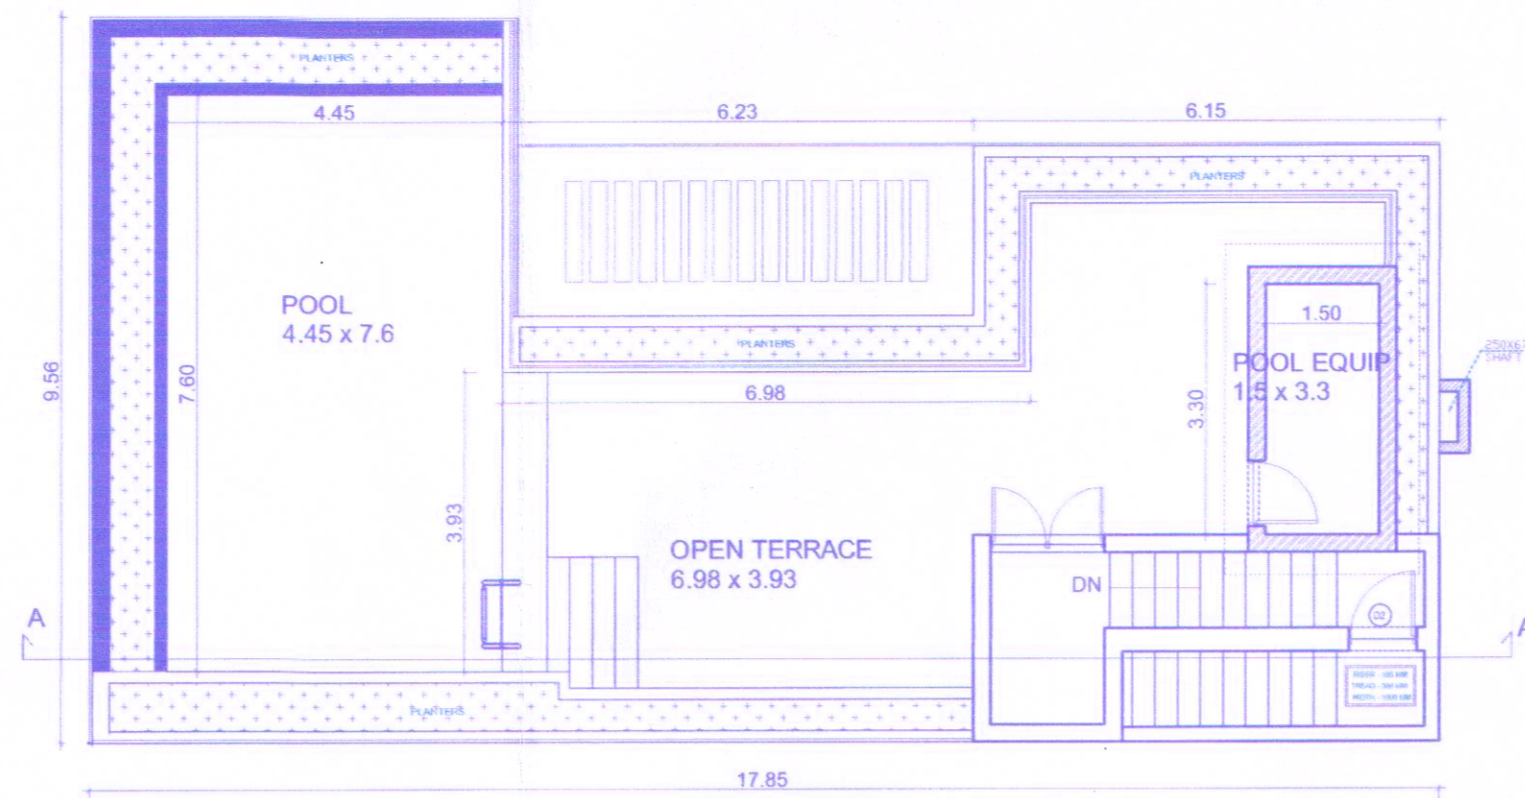 PLANTERS
4.45
6.23
6.15
PLANTERS
POOL
4.45 x 7.6
9.56
7.60
PLANTERS
6.98
1.50
POOL EQUIP
1.5 x 3.3
3.30
SHAFT
3.93
OPEN TERRACE
6.98 x 3.93
DN
A
A
D2
PLANTERS
17.85